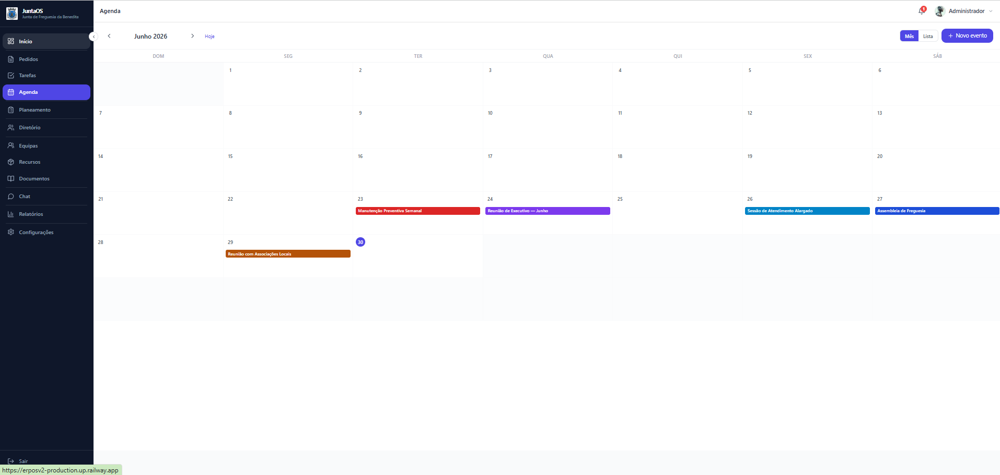 JuntaOS
Junta de Freguesia da Benedita
Início
Pedidos
Tarefas
Agenda
Planeamento
Diretório
Equipas
Recursos
Documentos
Chat
Relatórios
Configurações
Sair
https://erposv2-production.up.railway.app
Agenda
1
Administrador
Junho 2026
Hoje
Mês
Lista
+ Novo evento
DOM SEG TER QUA QUI SEX SÁB
1 2 3 4 5 6
7 8 9 10 11 12 13
14 15 16 17 18 19 20
21 22 23 24 25 26 27
Manutenção Preventiva Semanal
Reunião de Executivo — Junho
Sessão de Atendimento Alargado
Assembleia de Freguesia
28 29 30
Reunião com Associações Locais